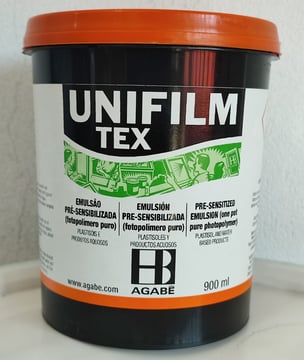 UNIFILM
TEX
EMULSÃO
PRÉ-SENSIBILIZADA
(fotopolímero puro)
PLASTISOIS E
PRODUTOS AQUOSOS
EMULSIÓN
PRE-SENSIBILIZADA
(fotopolímero puro)
PLASTISOLES Y
PRODUCTOS ACUOSOS
PRE-SENSITIZED
EMULSION (one pot
pure photopolymer)
PLASTISOL AND WATER
BASED PRODUCTS
www.agabe.com
AGABÊ
900 ml